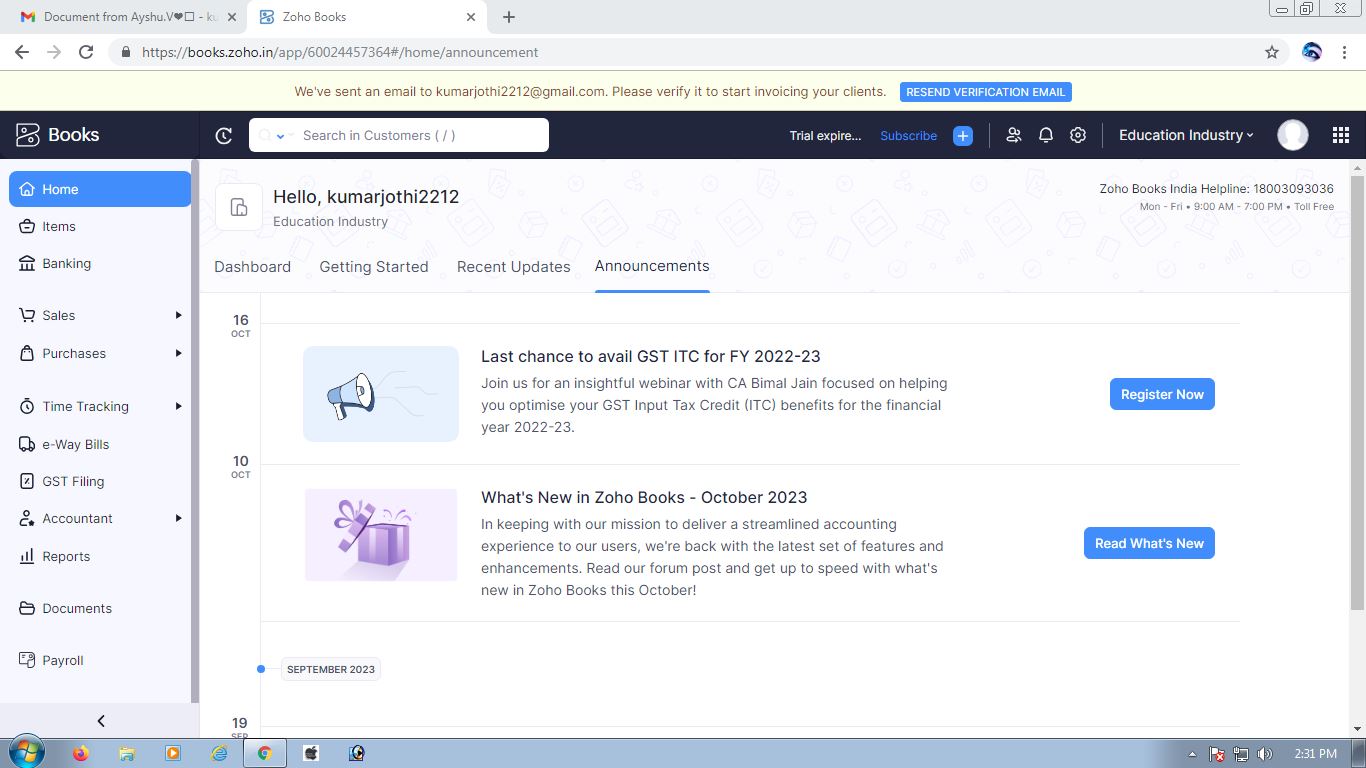 Document from Ayshu.V❤ - ku
Zoho Books
https://books.zoho.in/app/60024457364#/home/announcement
We've sent an email to kumarjothi2212@gmail.com. Please verify it to start invoicing your clients. RESEND VERIFICATION EMAIL
Books
Search in Customers ( / )
Trial expire... Subscribe
Education Industry
Home
Items
Banking
Sales
Purchases
Time Tracking
e-Way Bills
GST Filing
Accountant
Reports
Documents
Payroll
Hello, kumarjothi2212
Education Industry
Zoho Books India Helpline: 18003093036
Mon - Fri • 9:00 AM - 7:00 PM • Toll Free
Dashboard Getting Started Recent Updates Announcements
16
OCT
Last chance to avail GST ITC for FY 2022-23
Join us for an insightful webinar with CA Bimal Jain focused on helping
you optimise your GST Input Tax Credit (ITC) benefits for the financial
year 2022-23.
Register Now
10
OCT
What's New in Zoho Books - October 2023
In keeping with our mission to deliver a streamlined accounting
experience to our users, we're back with the latest set of features and
enhancements. Read our forum post and get up to speed with what's
new in Zoho Books this October!
Read What's New
SEPTEMBER 2023
19
SEP
2:31 PM